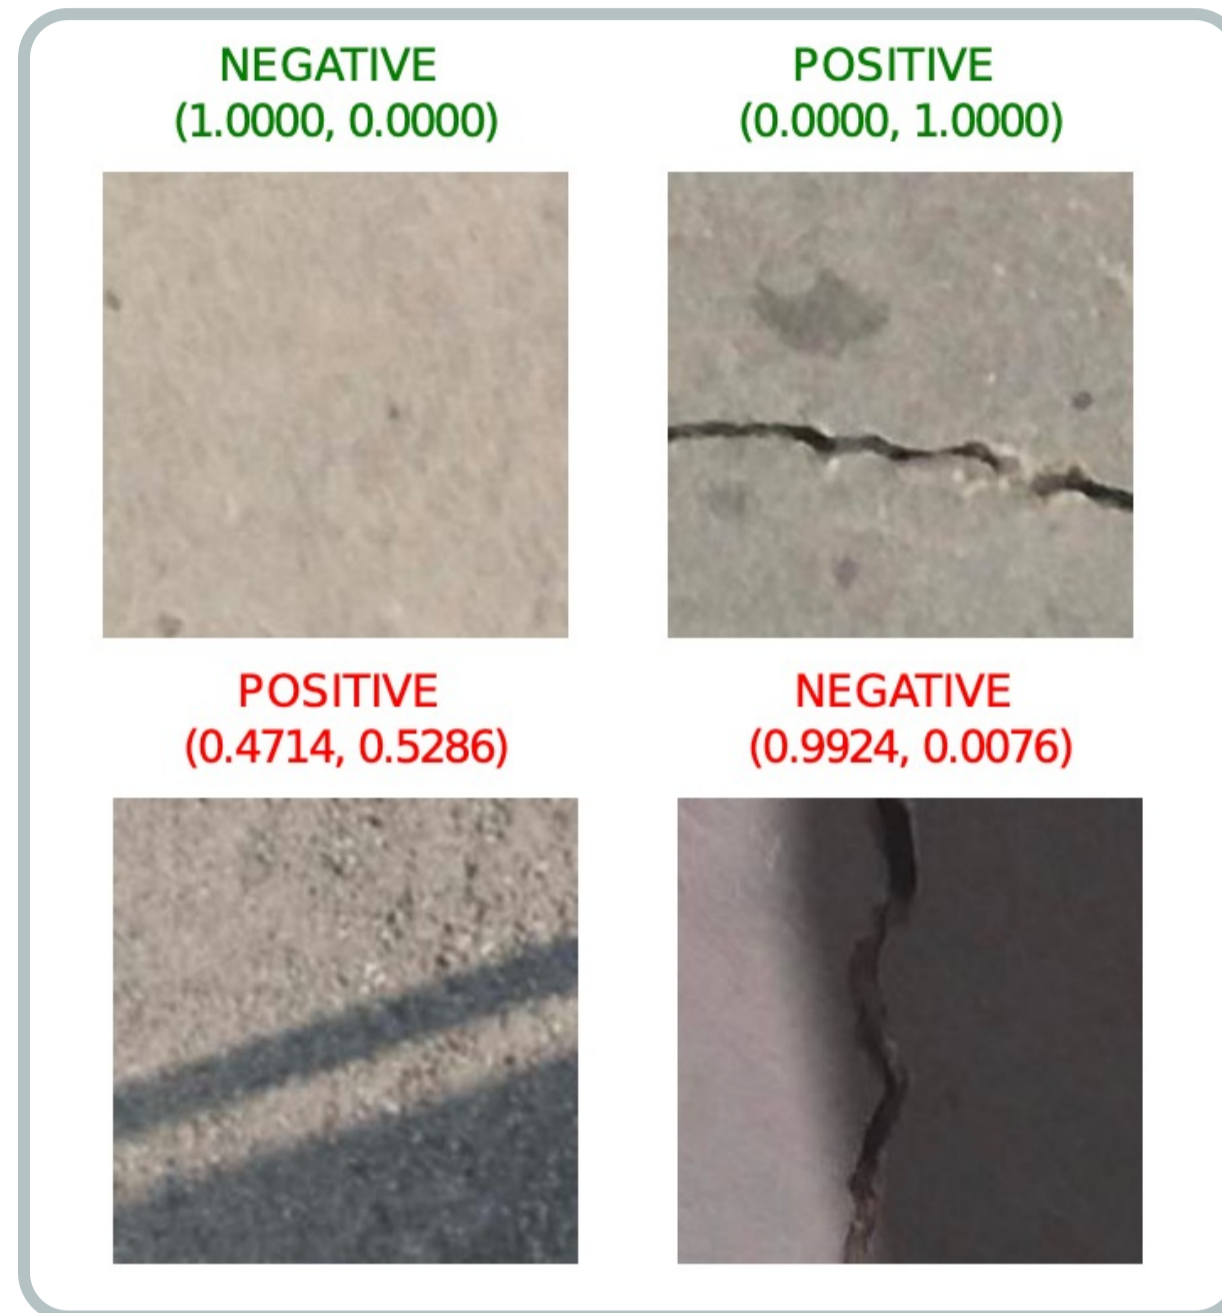 NEGATIVE
(1.0000, 0.0000)
POSITIVE
(0.0000, 1.0000)
POSITIVE
(0.4714, 0.5286)
NEGATIVE
(0.9924, 0.0076)